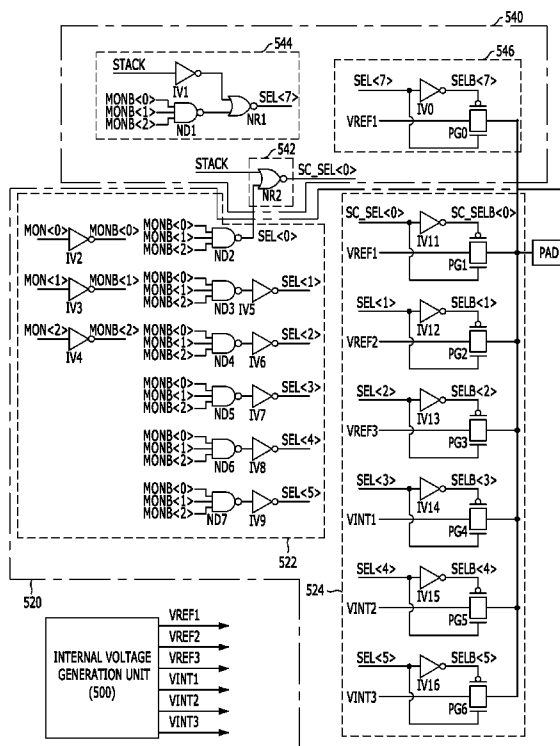 540
544
546
STACK
IV1
MONB<0>
MONB<1>
MONB<2>
ND1
NR1
SEL<7>
SEL<7>
SELB<7>
IV0
VREF1
PG0
542
STACK
NR2
SC_SEL<0>
MON<0>
MONB<0>
IV2
MON<1>
MONB<1>
IV3
MON<2>
MONB<2>
IV4
MONB<0>
MONB<1>
MONB<2>
ND2
SEL<0>
MONB<0>
MONB<1>
MONB<2>
ND3
IV5
SEL<1>
MONB<0>
MONB<1>
MONB<2>
ND4
IV6
SEL<2>
MONB<0>
MONB<1>
MONB<2>
ND5
IV7
SEL<3>
MONB<0>
MONB<1>
MONB<2>
ND6
IV8
SEL<4>
MONB<0>
MONB<1>
MONB<2>
ND7
IV9
SEL<5>
522
SC_SEL<0>
SC_SELB<0>
IV11
VREF1
PG1
PAD
SEL<1>
SELB<1>
IV12
VREF2
PG2
SEL<2>
SELB<2>
IV13
VREF3
PG3
SEL<3>
SELB<3>
IV14
VINT1
PG4
SEL<4>
SELB<4>
524
IV15
VINT2
PG5
SEL<5>
SELB<5>
IV16
VINT3
PG6
520
INTERNAL VOLTAGE
GENERATION UNIT
(500)
VREF1
VREF2
VREF3
VINT1
VINT2
VINT3